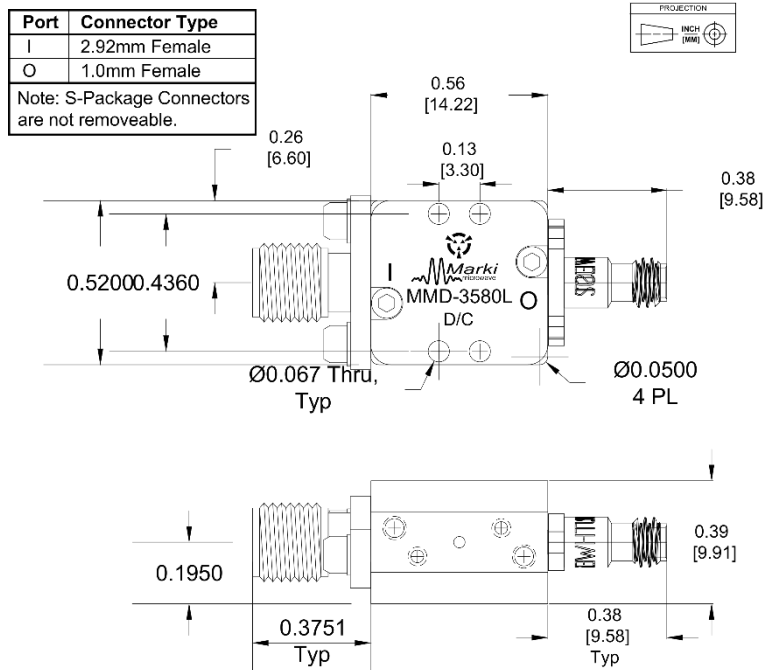 Port Connector Type
I 2.92mm Female
O 1.0mm Female
Note: S-Package Connectors
are not removeable.
PROJECTION
INCH
[MM]
0.56
[14.22]
0.26
[6.60]
0.13
[3.30]
0.38
[9.58]
0.5200
0.4360
I
Marki
microwave
MMD-3580L
O
D/C
Ø0.067 Thru,
Typ
Ø0.0500
4 PL
0.1950
0.3751
Typ
0.39
[9.91]
0.38
[9.58]
Typ